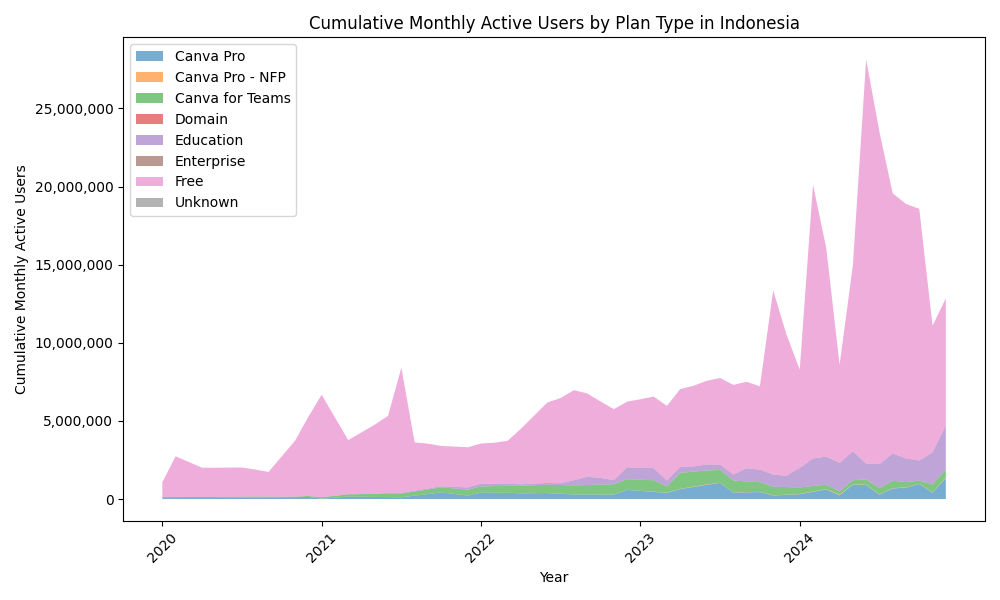 Cumulative Monthly Active Users by Plan Type in Indonesia
Canva Pro
Canva Pro - NFP
Canva for Teams
Domain
Education
Enterprise
Free
Unknown
Cumulative Monthly Active Users
25,000,000
20,000,000
15,000,000
10,000,000
5,000,000
0
2020
2021
2022
2023
2024
Year